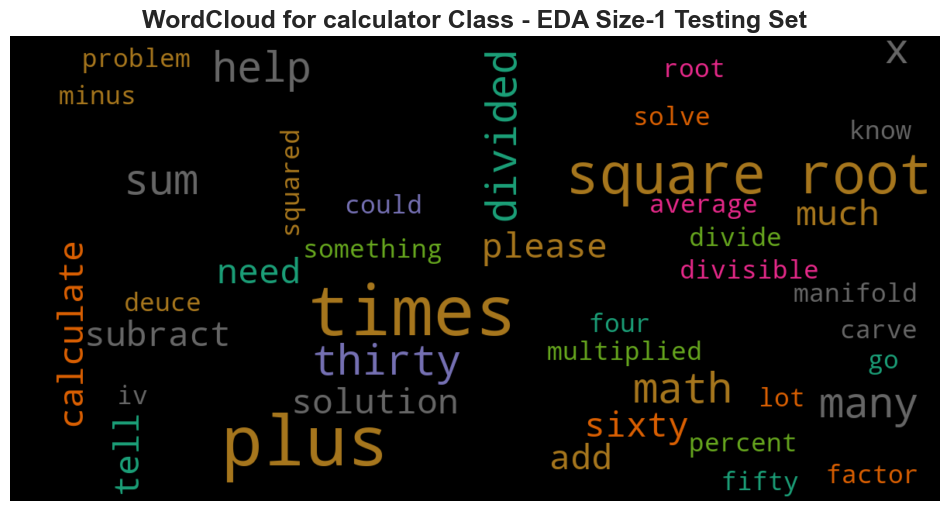 WordCloud for calculator Class - EDA Size-1 Testing Set
problem
help
divided
root
x
minus
solve
know
squared
sum
square root
could
average
much
something
please
divide
need
divisible
calculate
deuce
times
manifold
subract
four
carve
thirty
multiplied
go
iv
solution
math
lot
many
tell
plus
sixty
add
percent
fifty
factor